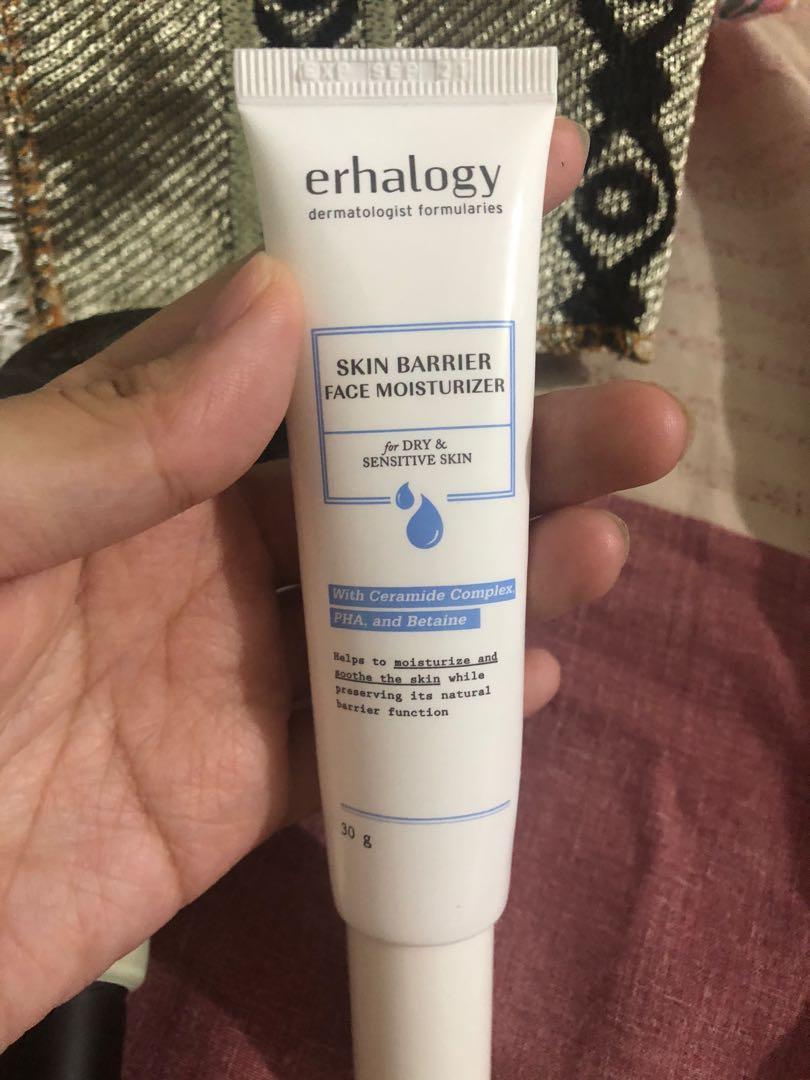 erhalogy
dermatologist formularies
SKIN BARRIER
FACE MOISTURIZER
for DRY &
SENSITIVE SKIN
With Ceramide Complex,
PHA, and Betaine
Helps to moisturize and
soothe the skin while
preserving its natural
barrier function
30 g